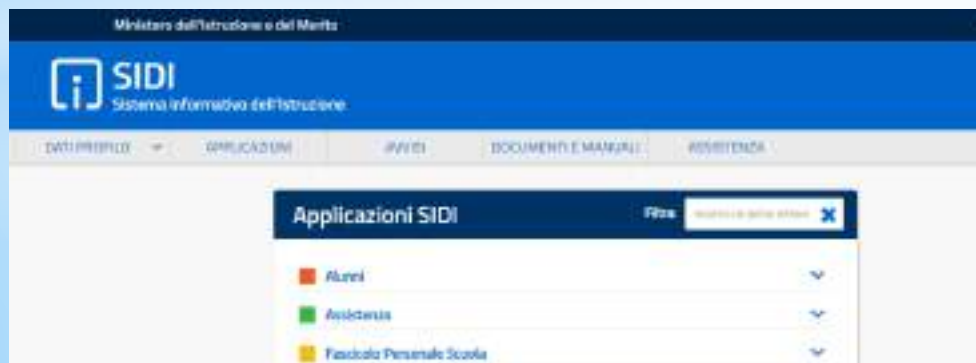 Ministero dell'Istruzione e del Merito
SIDI
Sistema informativo dell'Istruzione
DATI PROFILO APPLICAZIONI AVVISI DOCUMENTI E MANUALI ASSISTENZA
Applicazioni SIDI Filtra
Alunni
Assistenza
Fascicolo Personale Scuola